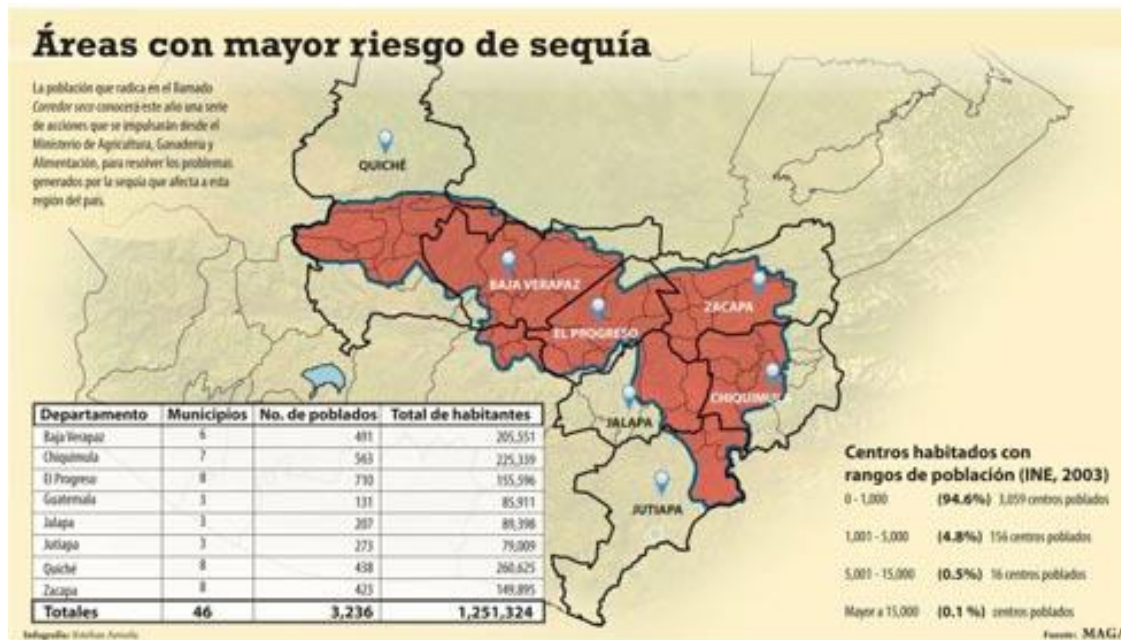 Áreas con mayor riesgo de sequía
La población que radica en el llamado
Corredor seco conocerá este año una serie
de acciones que se impulsarán desde el
Ministerio de Agricultura, Ganadería y
Alimentación, para resolver los problemas
generados por la sequía que afecta a esta
región del país.
QUICHÉ
BAJA VERAPAZ
ZACAPA
EL PROGRESO
CHIQUIMULA
JALAPA
JUTIAPA
Departamento Municipios No. de poblados Total de habitantes
Baja Verapaz 6 491 205,551
Chiquimula 7 563 225,339
El Progreso 8 710 155,596
Guatemala 3 131 85,911
Jalapa 3 207 89,398
Jutiapa 3 273 79,009
Quiché 8 438 260,625
Zacapa 8 423 149,895
Totales 46 3,236 1,251,324
Centros habitados con
rangos de población (INE, 2003)
0 - 1,000 (94.6%) 3,059 centros poblados
1,001 - 5,000 (4.8%) 156 centros poblados
5,001 - 15,000 (0.5%) 16 centros poblados
Mayor a 15,000 (0.1 %) centros poblados
Infografía: Esteban
Fuente: MAGA